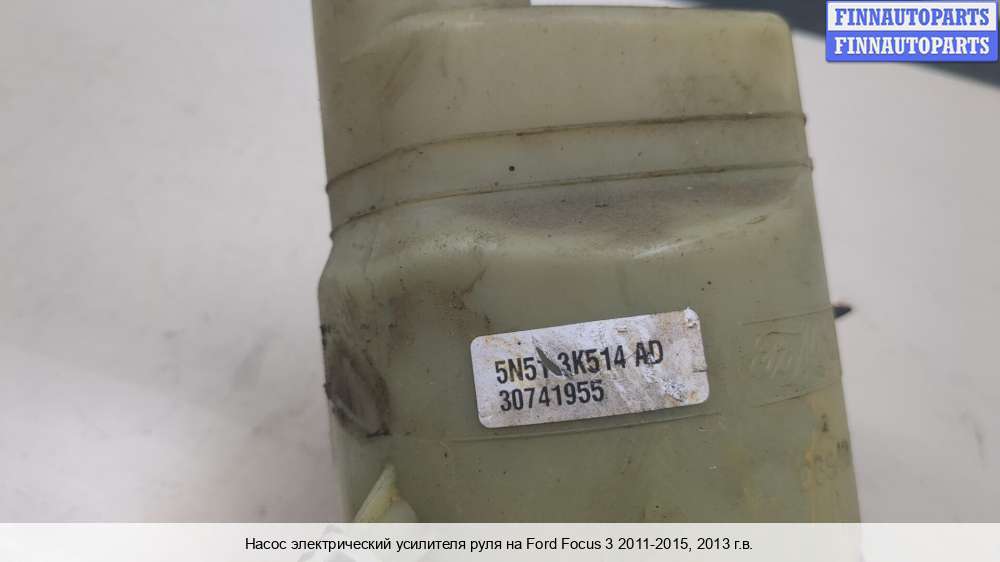 FINNAUTOPARTS
FINNAUTOPARTS
5N51 3K514 AD
30741955
Насос электрический усилителя руля на Ford Focus 3 2011-2015, 2013 г.в.